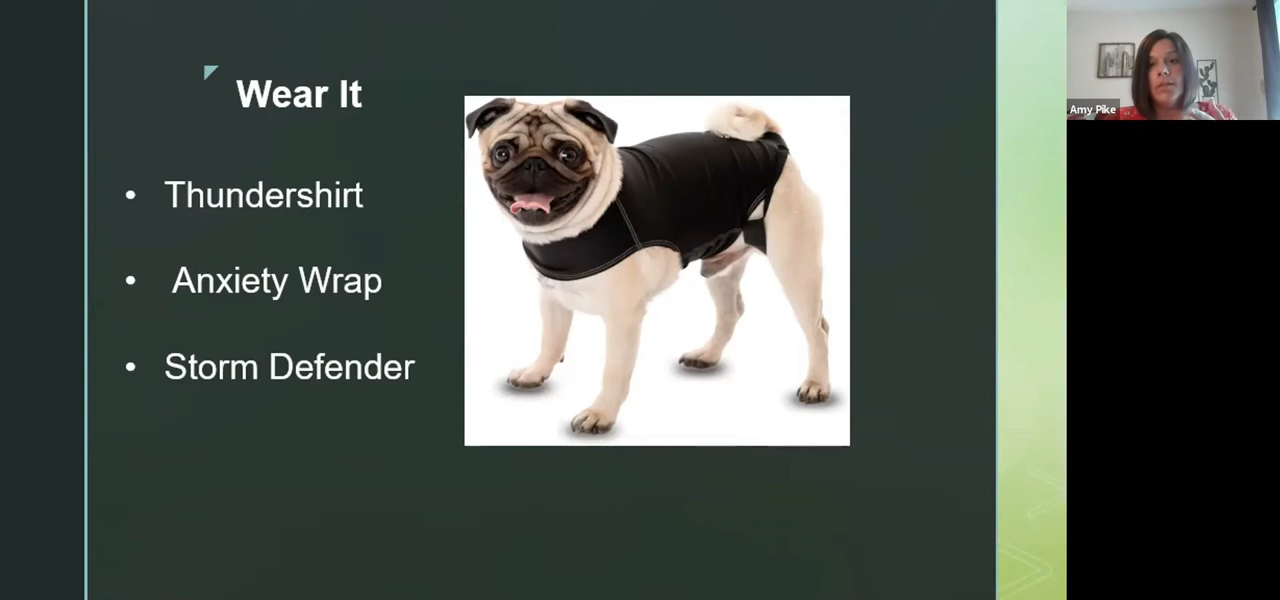 Wear It
• Thundershirt
• Anxiety Wrap
• Storm Defender
Amy Pike